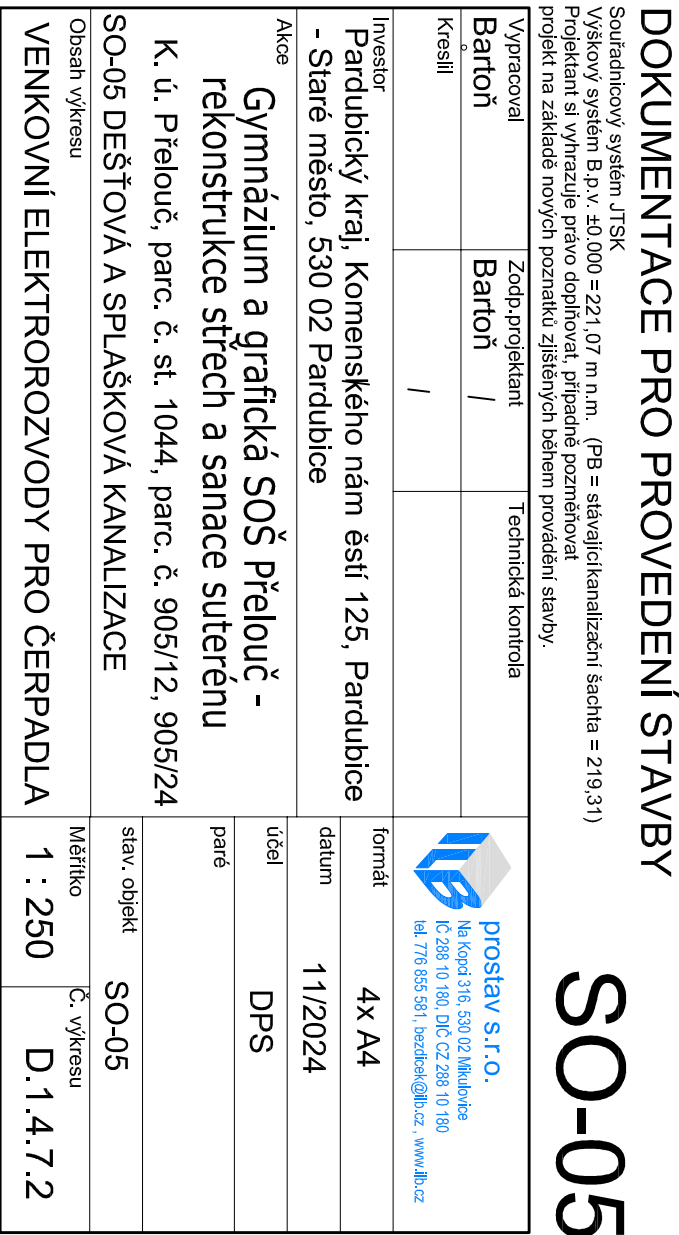 DOKUMENTACE PRO PROVEDENÍ STAVBY
SO-05
Souřadnicový systém JTSK
Výškový systém B.p.v. ±0,000 = 221,07 m n.m. (PB = stávajícíkanalizační šachta = 219,31)
Projektant si vyhrazuje právo doplňovat, případně pozměňovat
projekt na základě nových poznatků zjištěných během provádění stavby.
Vypracoval
Bartoň
Zodp.projektant
Bartoň
Technická kontrola
Kreslil
ILB
prostav s.r.o.
Na Kopci 316, 530 02 Mikulovice
IČ 288 10 180, DIČ CZ 288 10 180
tel. 776 855 581, bezdicek@ilb.cz , www.ilb.cz
Investor
Pardubický kraj, Komenského nám ěstí 125, Pardubice
- Staré město, 530 02 Pardubice
formát
4x A4
datum
11/2024
Akce
Gymnázium a grafická SOŠ Přelouč -
rekonstrukce střech a sanace suterénu
K. ú. Přelouč, parc. č. st. 1044, parc. č. 905/12, 905/24
účel
DPS
paré
SO-05 DEŠŤOVÁ A SPLAŠKOVÁ KANALIZACE
stav. objekt
SO-05
Obsah výkresu
VENKOVNÍ ELEKTROROZVODY PRO ČERPADLA
Měřítko
1 : 250
Č. výkresu
D.1.4.7.2